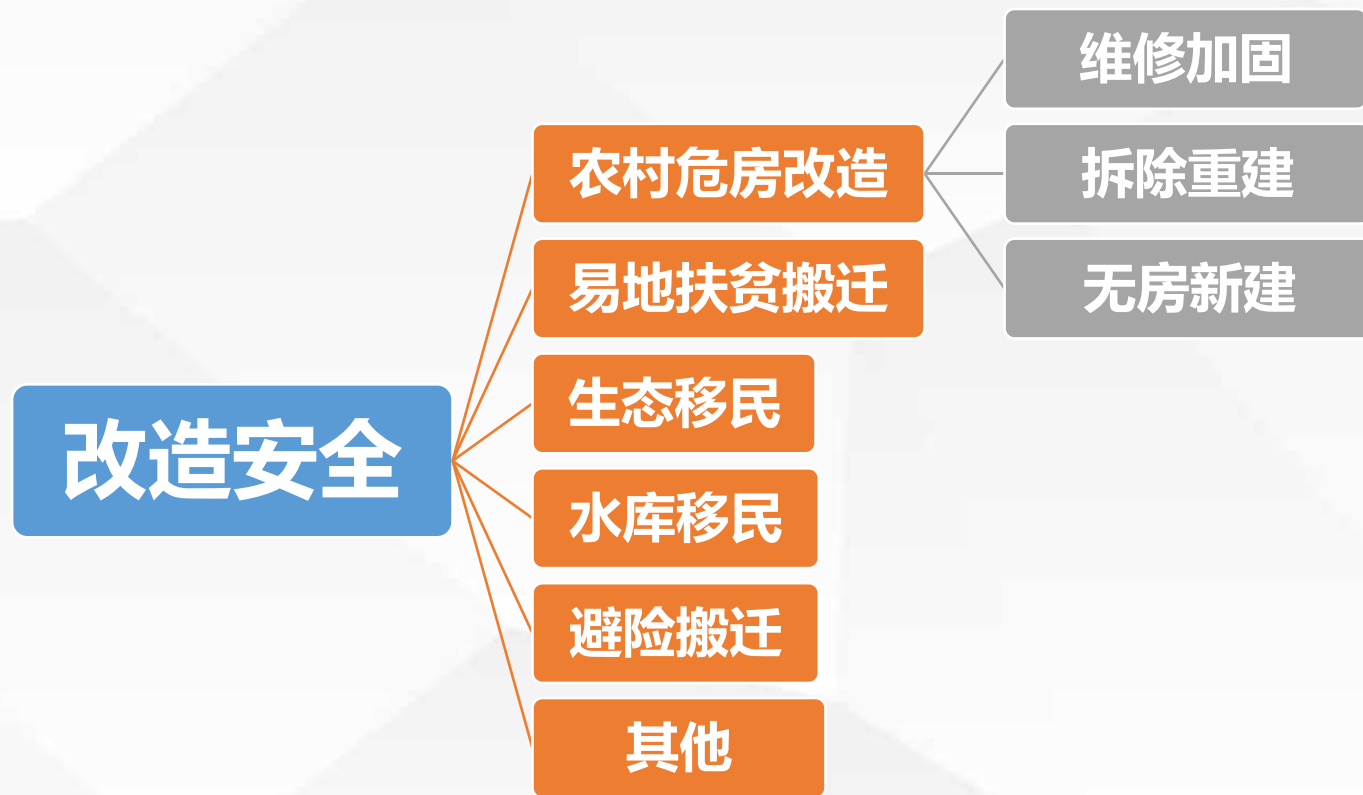 改造安全
农村危房改造
维修加固
拆除重建
无房新建
易地扶贫搬迁
生态移民
水库移民
避险搬迁
其他